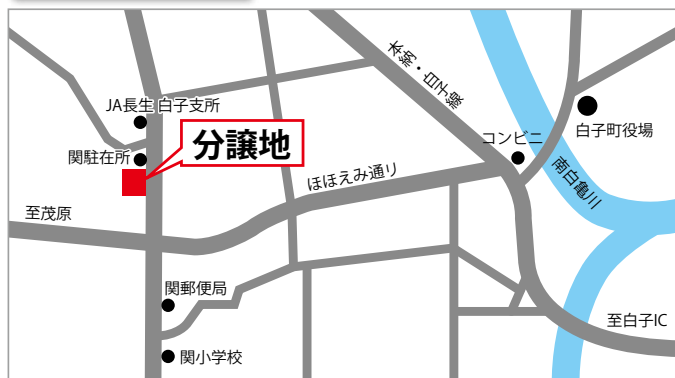 本納・白子線
JA長生 白子支所
コンビニ
白子町役場
分譲地
関駐在所
ほほえみ通り
南白亀川
至茂原
関郵便局
至白子IC
関小学校